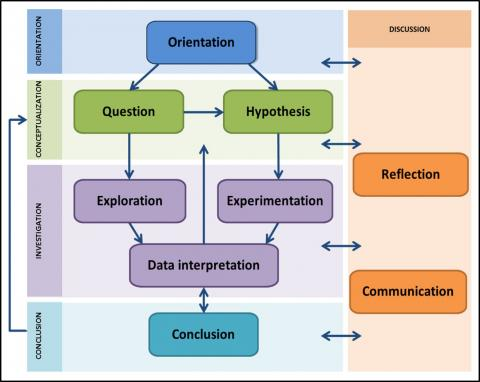 ORIENTATION
Orientation
DISCUSSION
CONCEPTUALIZATION
Question
Hypothesis
Reflection
INVESTIGATION
Exploration
Experimentation
Data interpretation
Communication
CONCLUSION
Conclusion